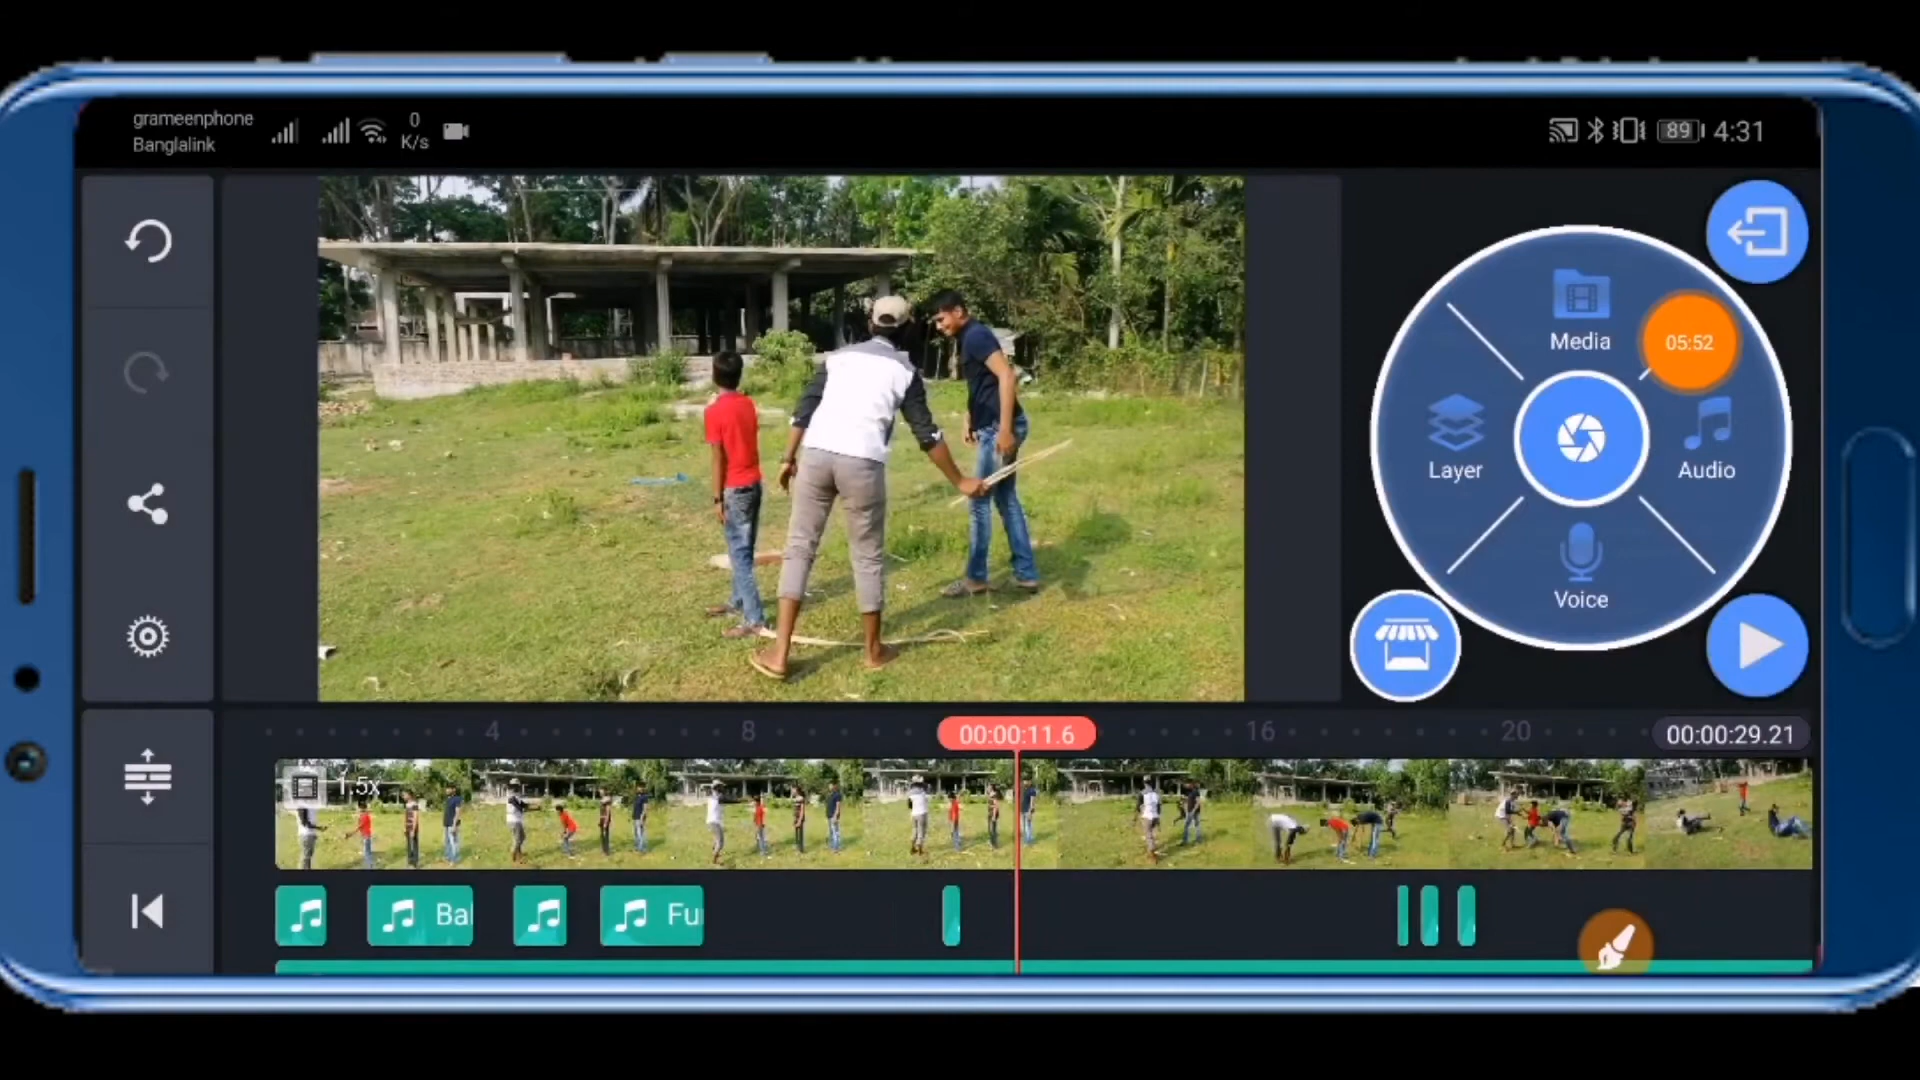 grameenphone
Banglalink
0
K/s
89
4:31
Media
05:52
Layer
Audio
Voice
4
8
00:00:11.6
16
20
00:00:29.21
1.5x
Ba
Fu